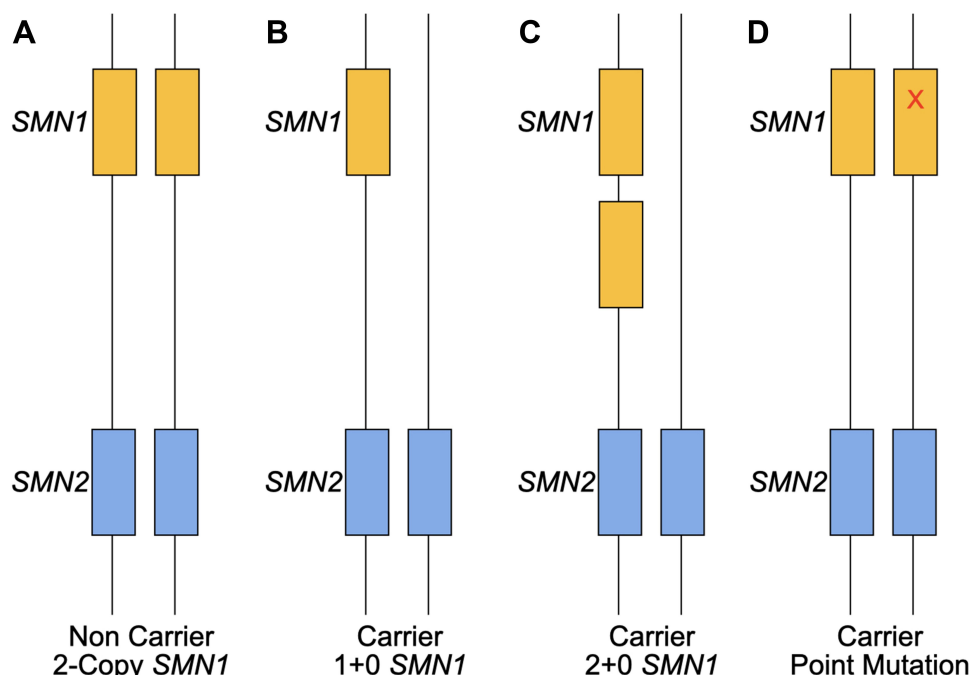 A B C D
SMN1 SMN1 SMN1 SMN1
X
SMN2 SMN2 SMN2 SMN2
Non Carrier
2-Copy SMN1
Carrier
1+0 SMN1
Carrier
2+0 SMN1
Carrier
Point Mutation